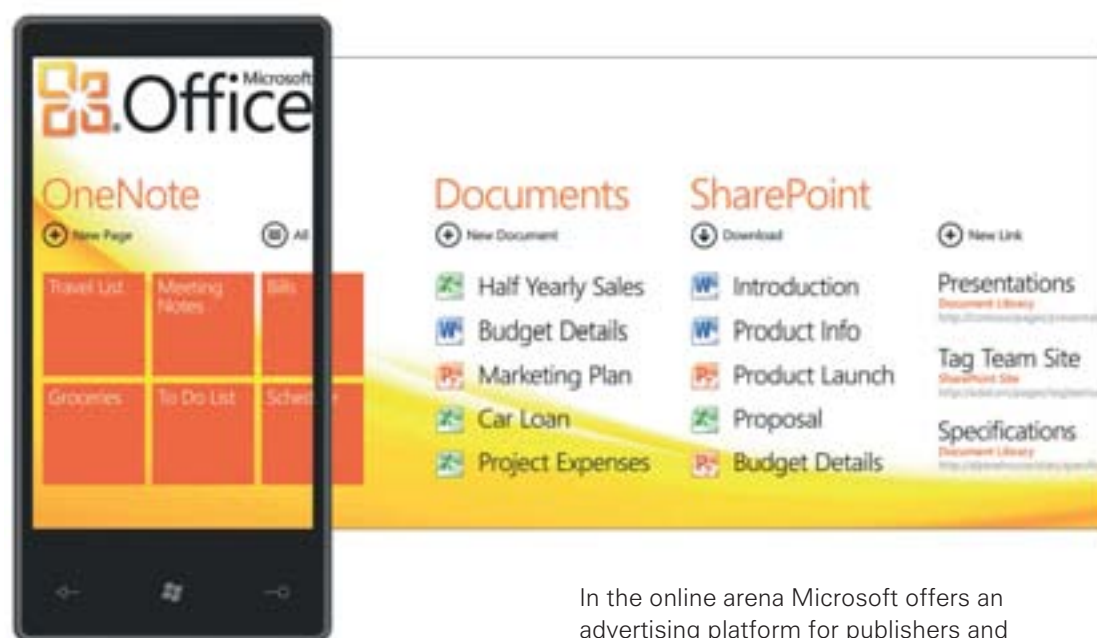 Microsoft
Office
OneNote
New Page
All
Travel List
Meeting
Notes
Bills
Groceries
To Do List
Documents
New Document
Half Yearly Sales
Budget Details
Marketing Plan
Car Loan
Project Expenses
SharePoint
Download
Introduction
Product Info
Product Launch
Proposal
Budget Details
New Link
Presentations
Document Library
Tag Team Site
SharePoint Site
Specifications
Document Library
In the online arena Microsoft offers an
advertising platform for publishers and